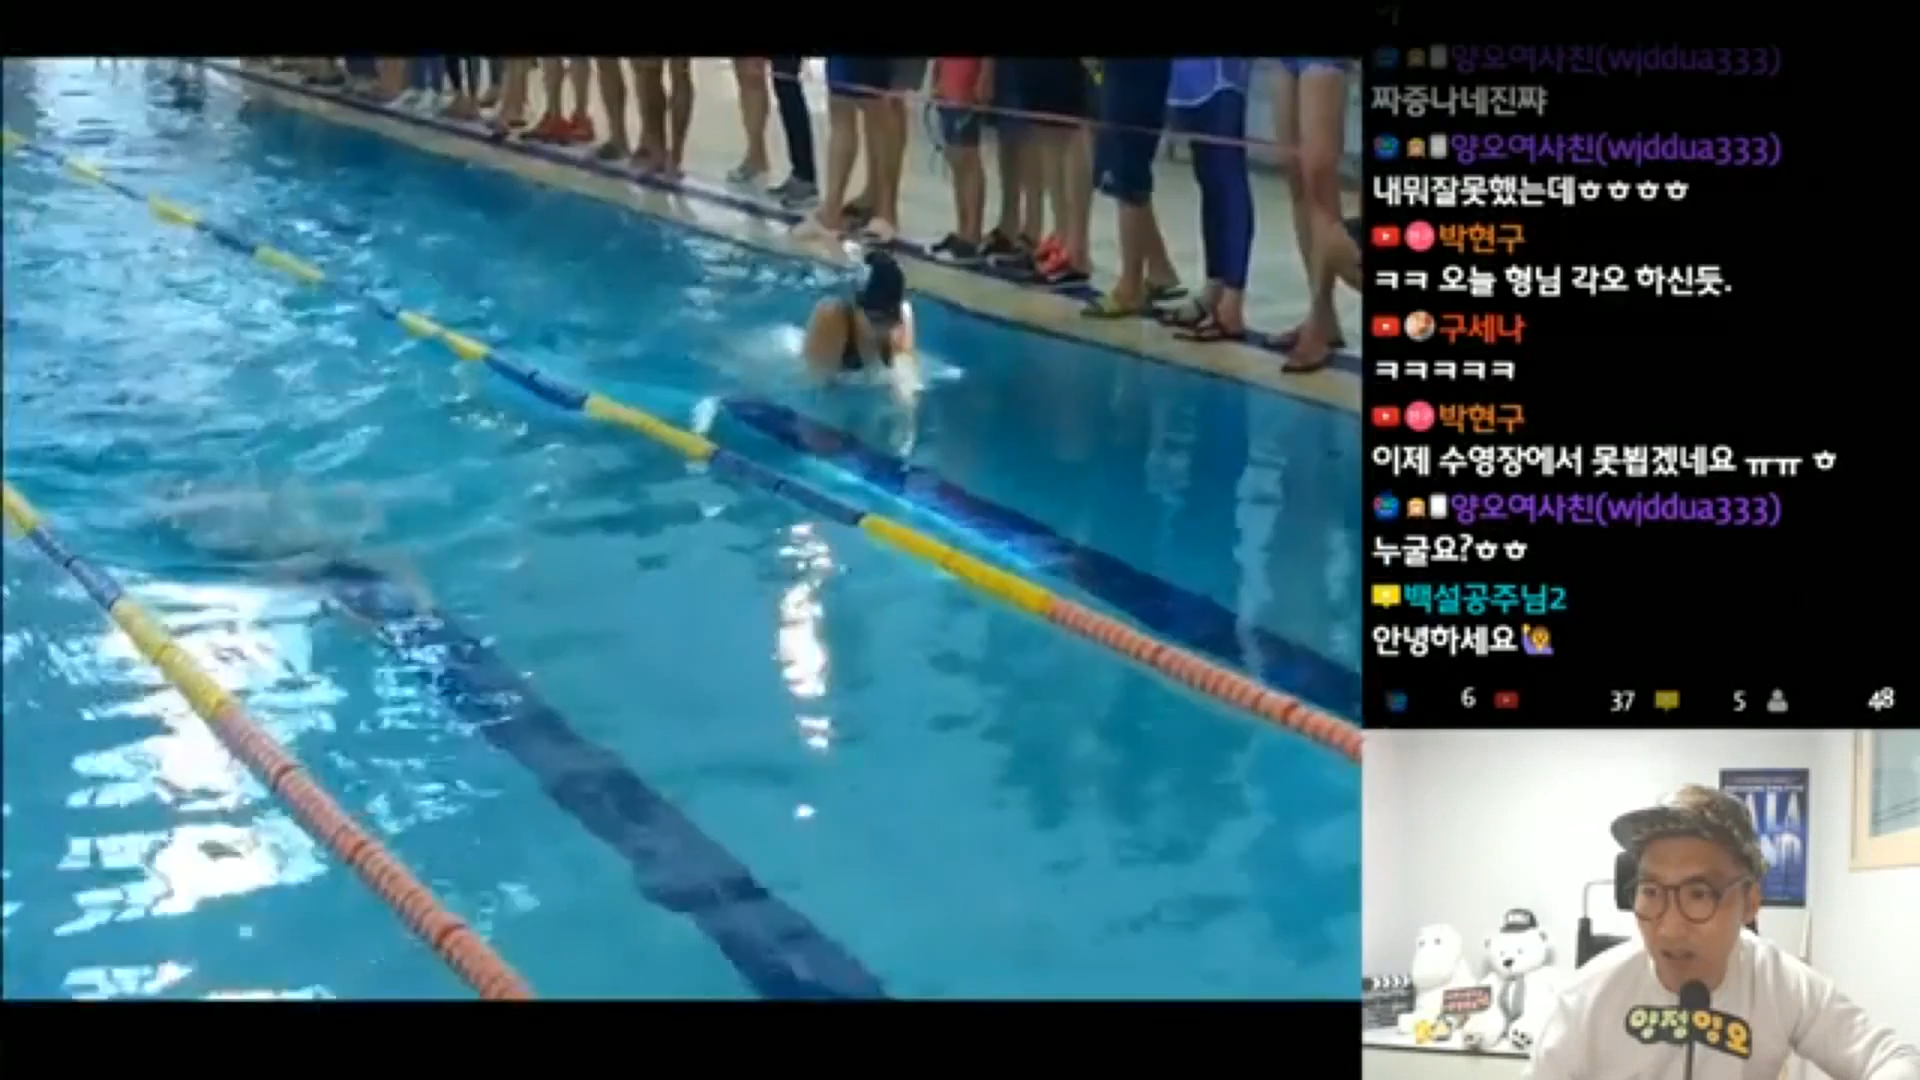 양오여사친(wjddua333)
짜증나네진쨔
양오여사친(wjddua333)
내뭐잘못했는데ㅎㅎㅎㅎ
박현구
ㅋㅋ 오늘 형님 각오 하신듯.
구세나
ㅋㅋㅋㅋㅋ
박현구
이제 수영장에서 못뵙겠네요 ㅠㅠ ㅎ
양오여사친(wjddua333)
누굴요?ㅎㅎ
백설공주님2
안녕하세요🙋
6 37 5 48
양정영오